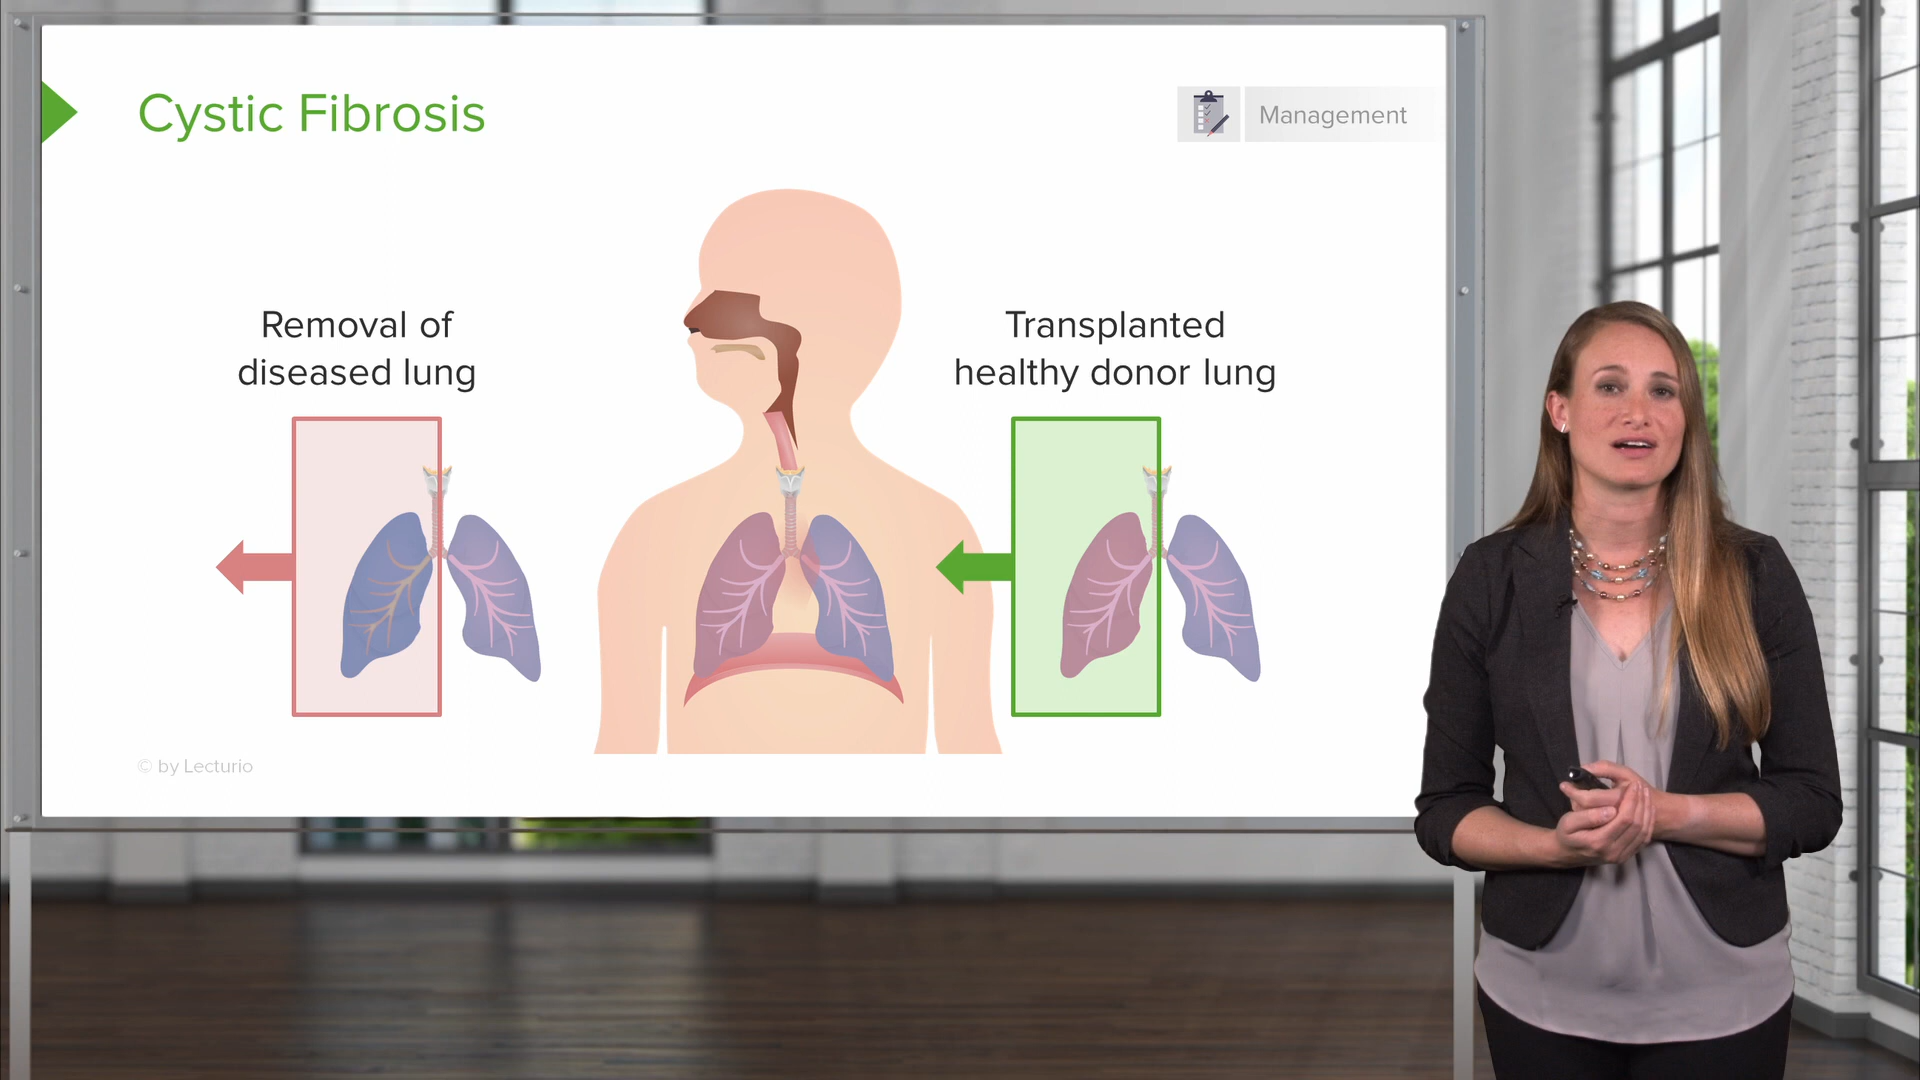 Cystic Fibrosis
Management
Removal of
diseased lung
Transplanted
healthy donor lung
© by Lecturio